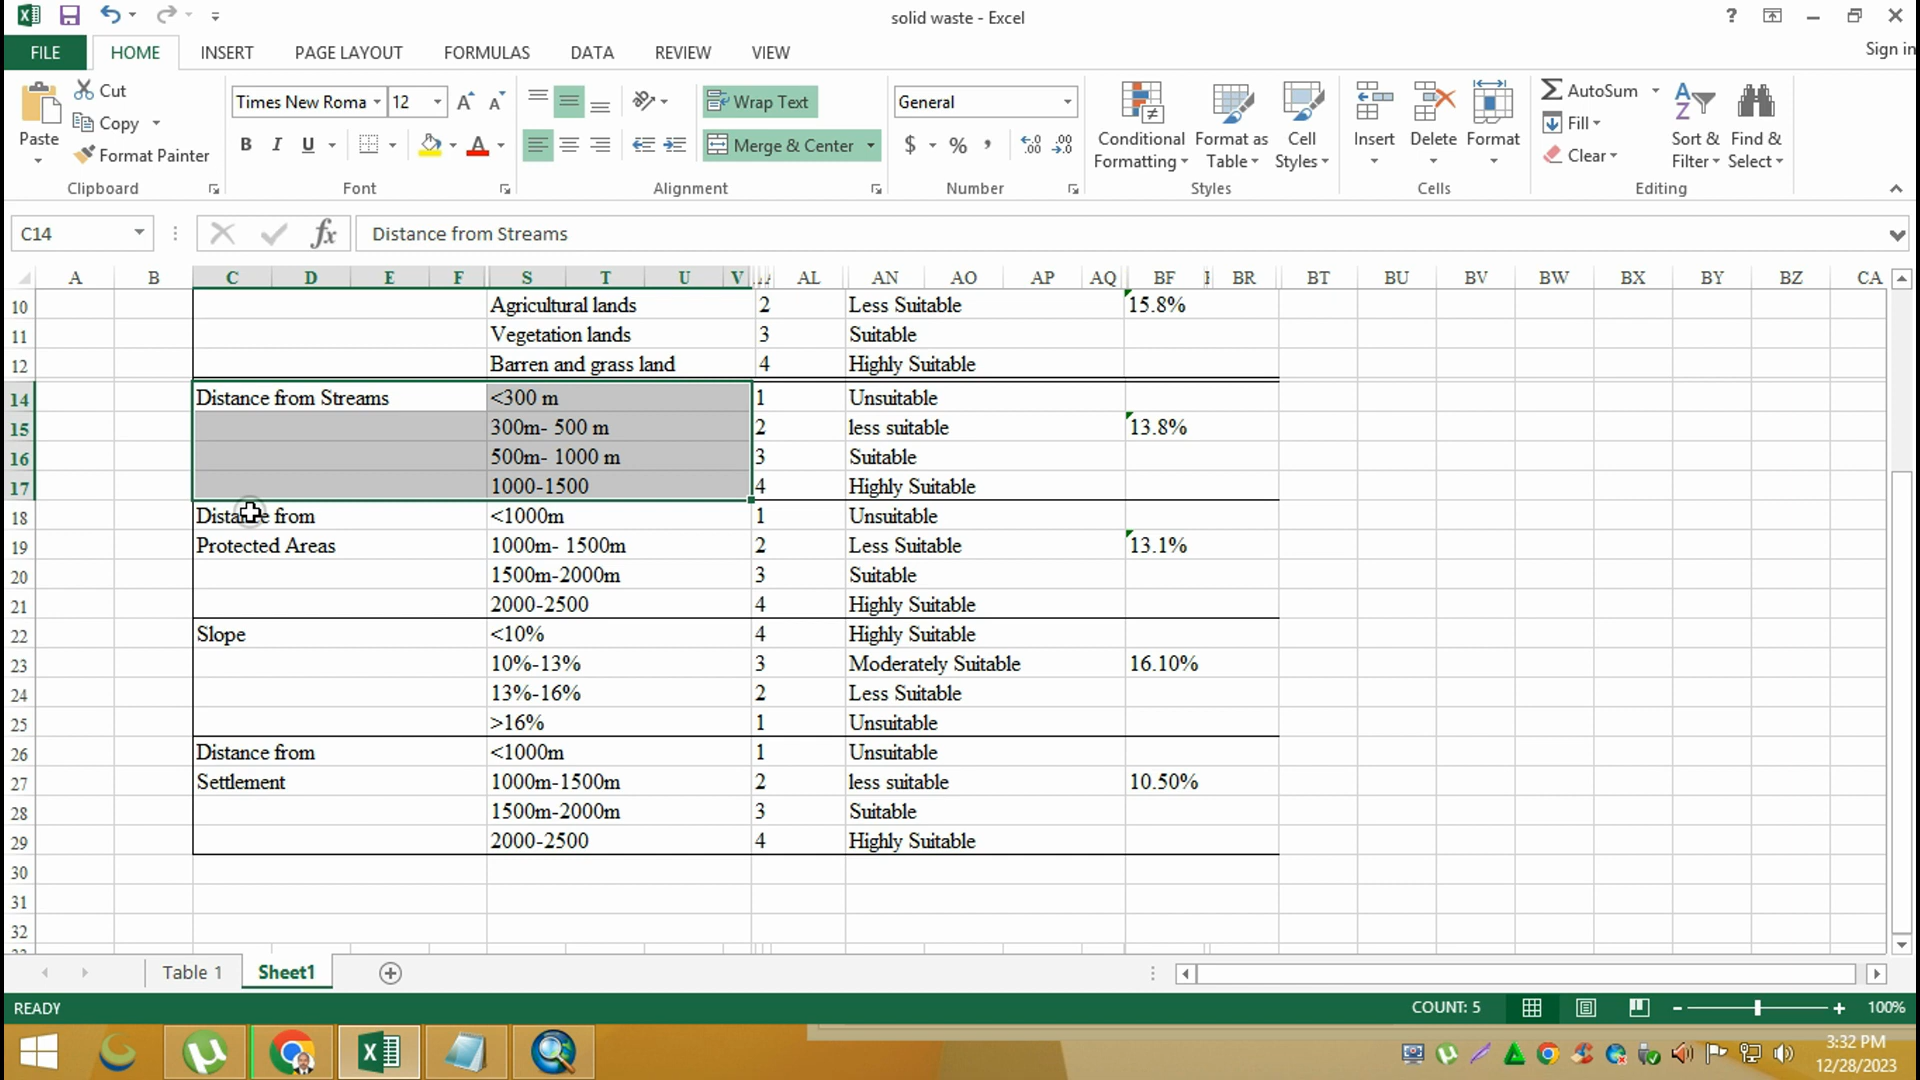 solid waste - Excel
?
Sign in
FILE HOME INSERT PAGE LAYOUT FORMULAS DATA REVIEW VIEW
Paste
Cut
Copy
Format Painter
Clipboard
Times New Roma 12
B I U
Font
Wrap Text
Merge & Center
Alignment
General
$ % ,
Number
Conditional Formatting
Format as Table
Cell Styles
Styles
Insert Delete Format
Cells
AutoSum
Fill
Clear
Sort & Filter
Find & Select
Editing
C14 fx Distance from Streams
A B C D E F S T U V AL AN AO AP AQ BF BR BT BU BV BW BX BY BZ CA
10 Agricultural lands 2 Less Suitable 15.8%
11 Vegetation lands 3 Suitable
12 Barren and grass land 4 Highly Suitable
14 Distance from Streams <300 m 1 Unsuitable
15 300m- 500 m 2 less suitable 13.8%
16 500m- 1000 m 3 Suitable
17 1000-1500 4 Highly Suitable
18 Distance from <1000m 1 Unsuitable
19 Protected Areas 1000m- 1500m 2 Less Suitable 13.1%
20 1500m-2000m 3 Suitable
21 2000-2500 4 Highly Suitable
22 Slope <10% 4 Highly Suitable
23 10%-13% 3 Moderately Suitable 16.10%
24 13%-16% 2 Less Suitable
25 >16% 1 Unsuitable
26 Distance from <1000m 1 Unsuitable
27 Settlement 1000m-1500m 2 less suitable 10.50%
28 1500m-2000m 3 Suitable
29 2000-2500 4 Highly Suitable
30
31
32
Table 1 Sheet1
READY COUNT: 5 100%
3:32 PM
12/28/2023